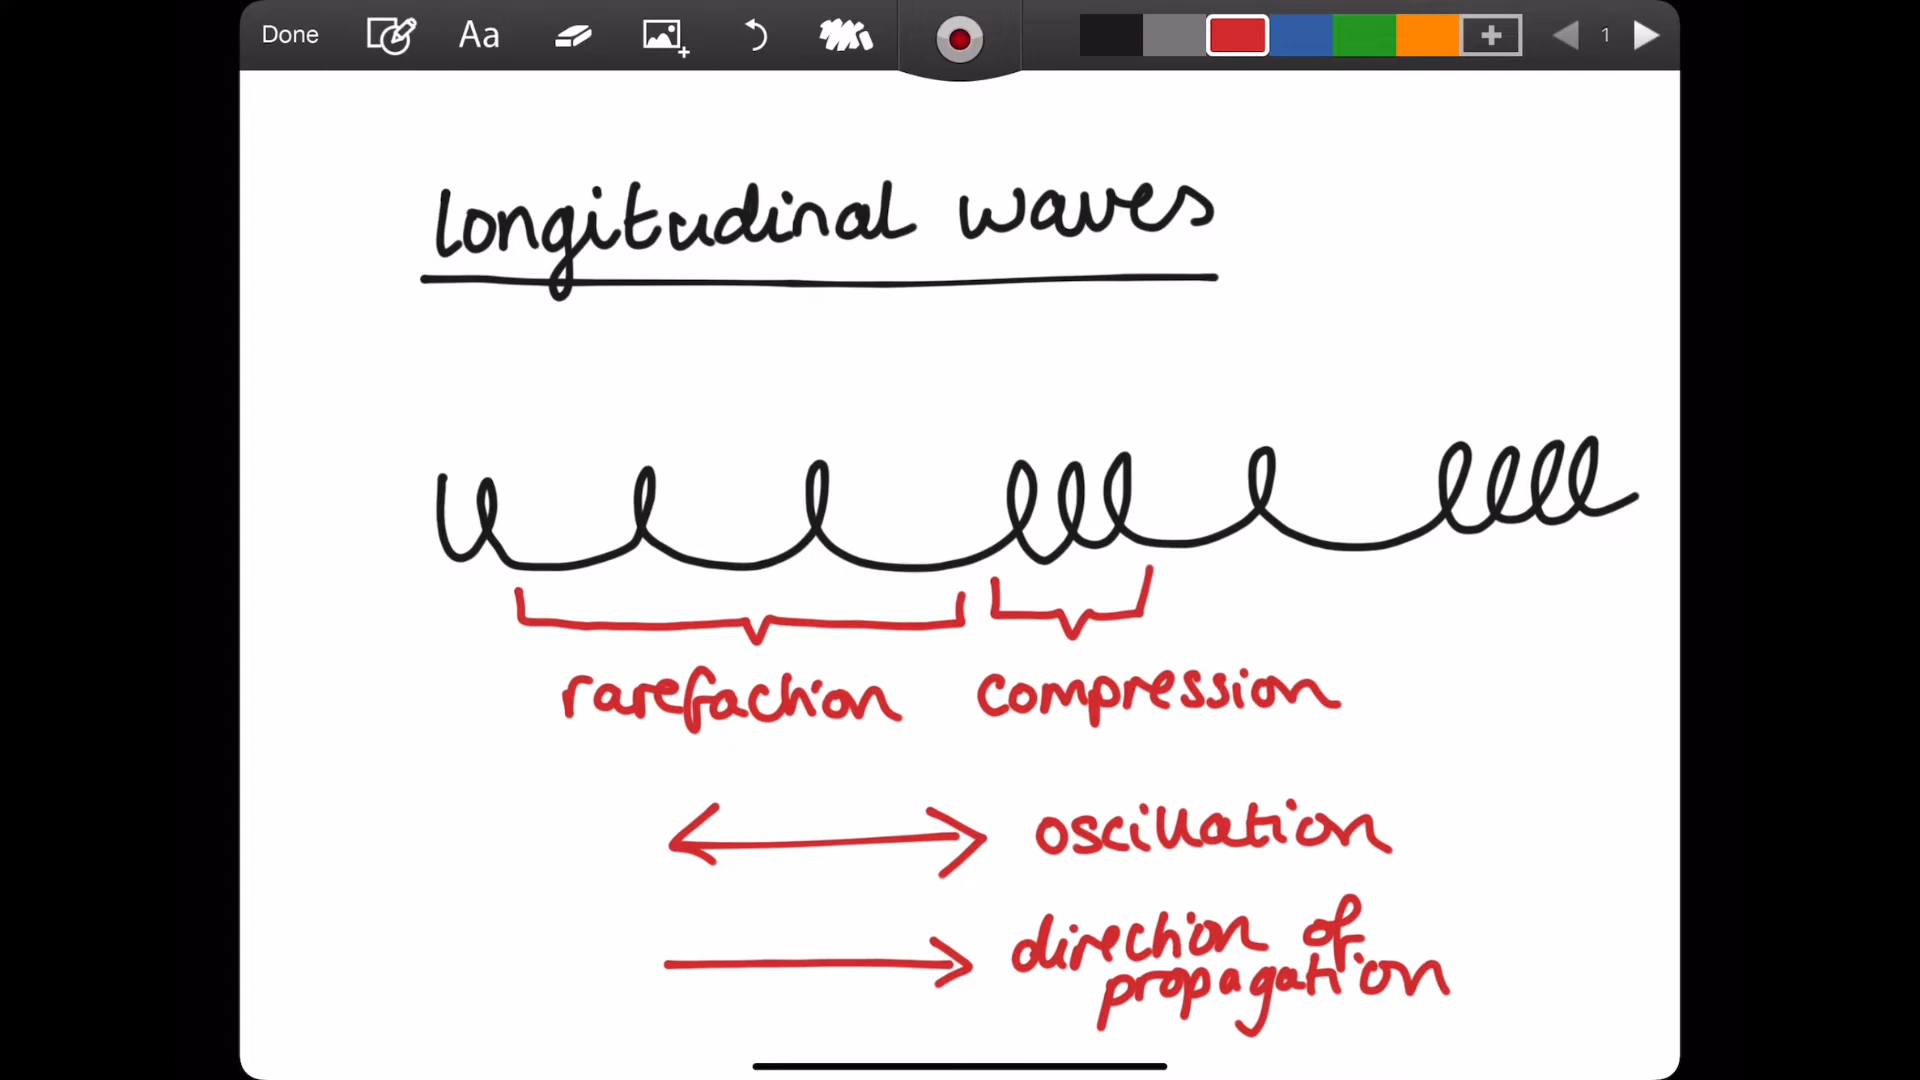 Done Aa 1
longitudinal waves
rarefaction compression
oscillation
direction of
propagation